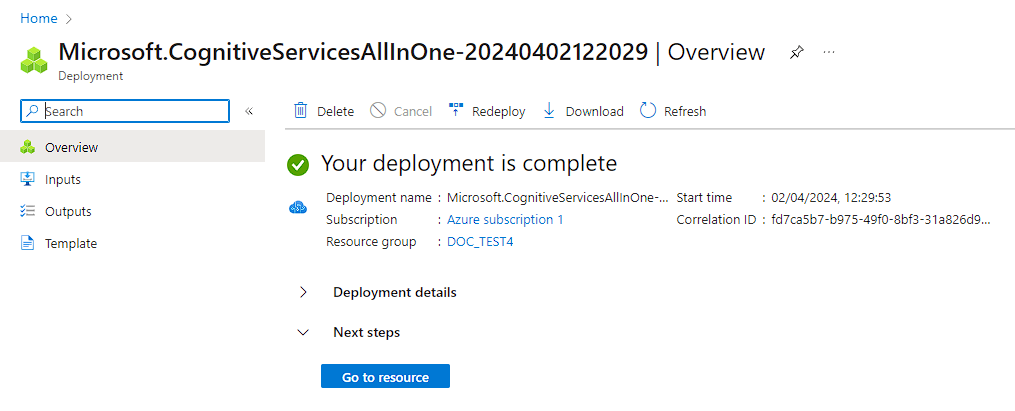 Home
Microsoft.CognitiveServicesAllInOne-20240402122029 | Overview
Deployment
Search
Delete
Cancel
Redeploy
Download
Refresh
Overview
Inputs
Outputs
Template
Your deployment is complete
Deployment name : Microsoft.CognitiveServicesAllInOne-...
Start time : 02/04/2024, 12:29:53
Subscription : Azure subscription 1
Correlation ID : fd7ca5b7-b975-49f0-8bf3-31a826d9...
Resource group : DOC_TEST4
Deployment details
Next steps
Go to resource